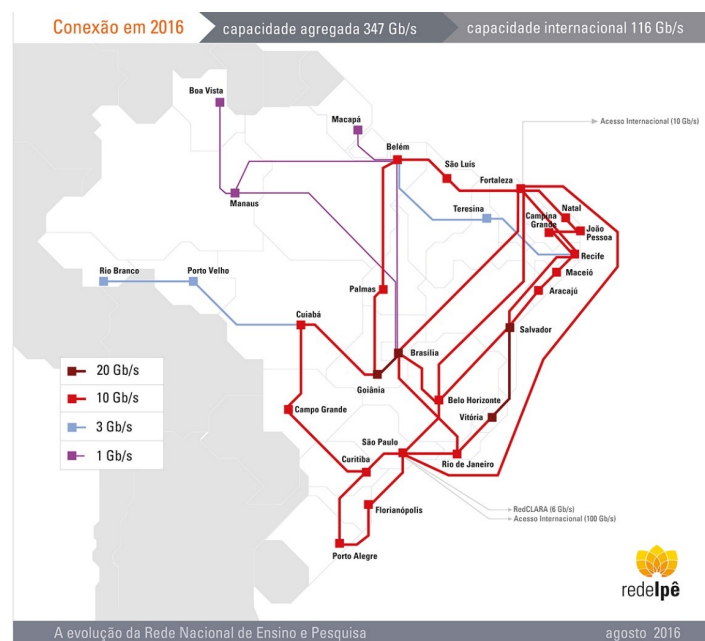 Conexão em 2016
capacidade agregada 347 Gb/s
capacidade internacional 116 Gb/s
Boa Vista
Macapá
Acesso Internacional (10 Gb/s)
Belém
São Luís
Fortaleza
Manaus
Teresina
Campina
Grande
Natal
João
Pessoa
Recife
Rio Branco
Porto Velho
Maceió
Palmas
Aracajú
Cuiabá
Salvador
Brasília
20 Gb/s
10 Gb/s
3 Gb/s
1 Gb/s
Goiânia
Belo Horizonte
Campo Grande
Vitória
São Paulo
Curitiba
Rio de Janeiro
RedCLARA (6 Gb/s)
Acesso Internacional (100 Gb/s)
Florianópolis
Porto Alegre
redeIpê
A evolução da Rede Nacional de Ensino e Pesquisa
agosto 2016